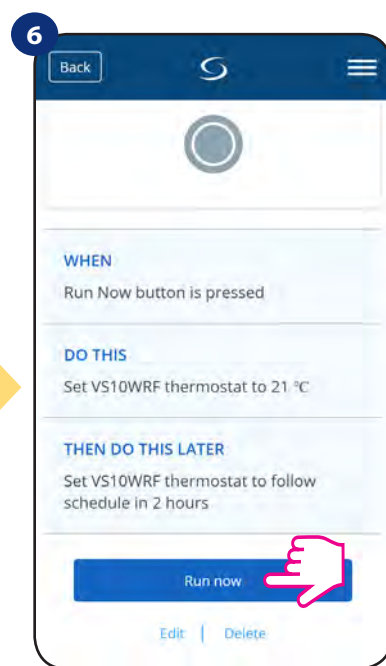 6
Back
WHEN
Run Now button is pressed
DO THIS
Set VS10WRF thermostat to 21 °C
THEN DO THIS LATER
Set VS10WRF thermostat to follow
schedule in 2 hours
Run now
Edit | Delete